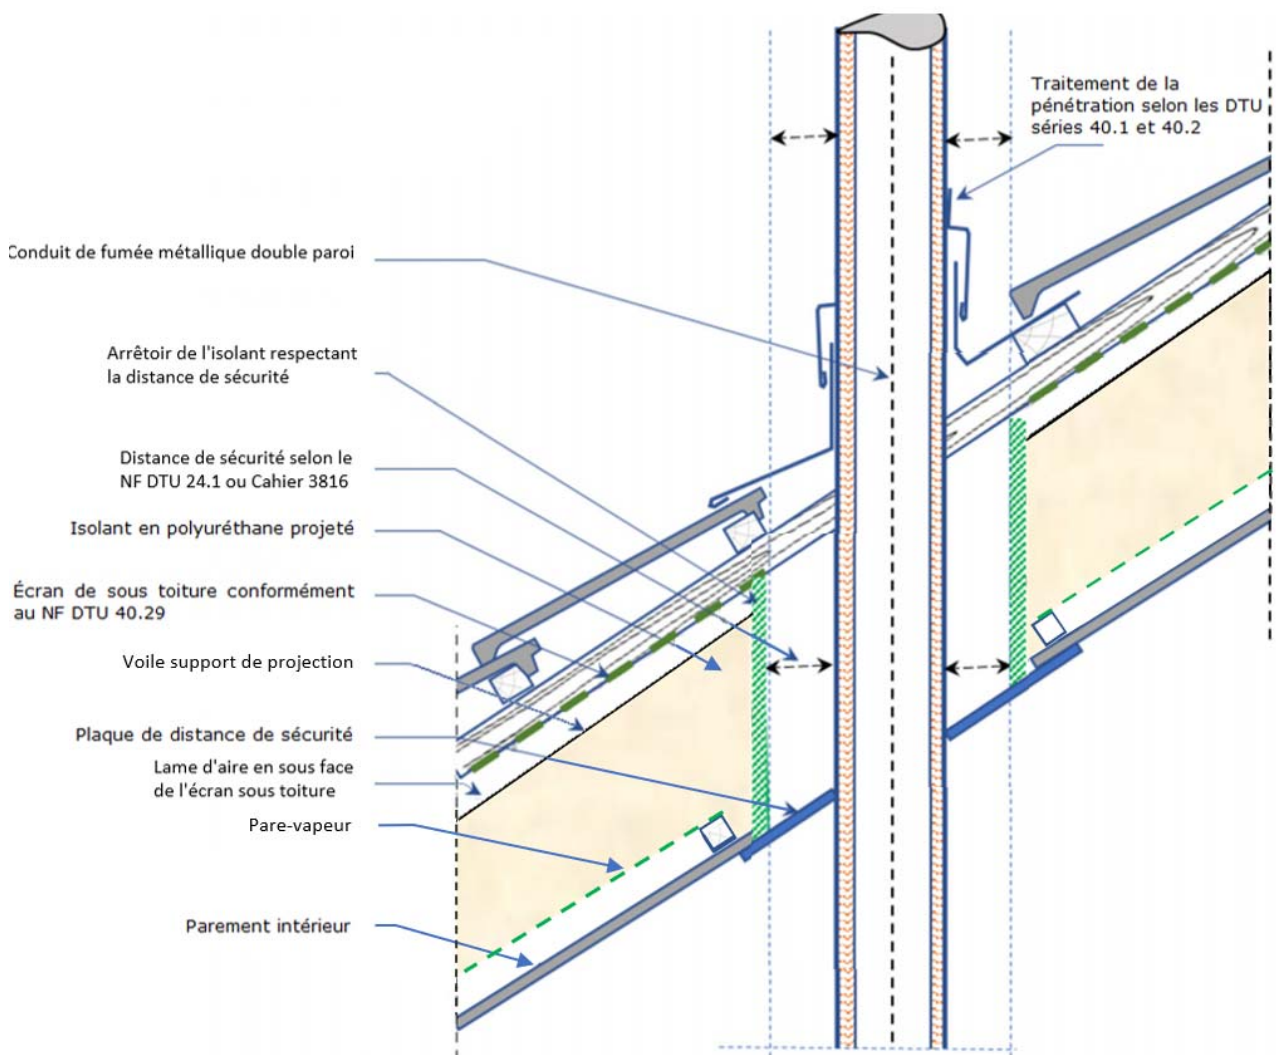 Traitement de la
pénétration selon les DTU
séries 40.1 et 40.2
Conduit de fumée métallique double paroi
Arrêtoir de l'isolant respectant
la distance de sécurité
Distance de sécurité selon le
NF DTU 24.1 ou Cahier 3816
Isolant en polyuréthane projeté
Écran de sous toiture conformément
au NF DTU 40.29
Voile support de projection
Plaque de distance de sécurité
Lame d'aire en sous face
de l'écran sous toiture
Pare-vapeur
Parement intérieur